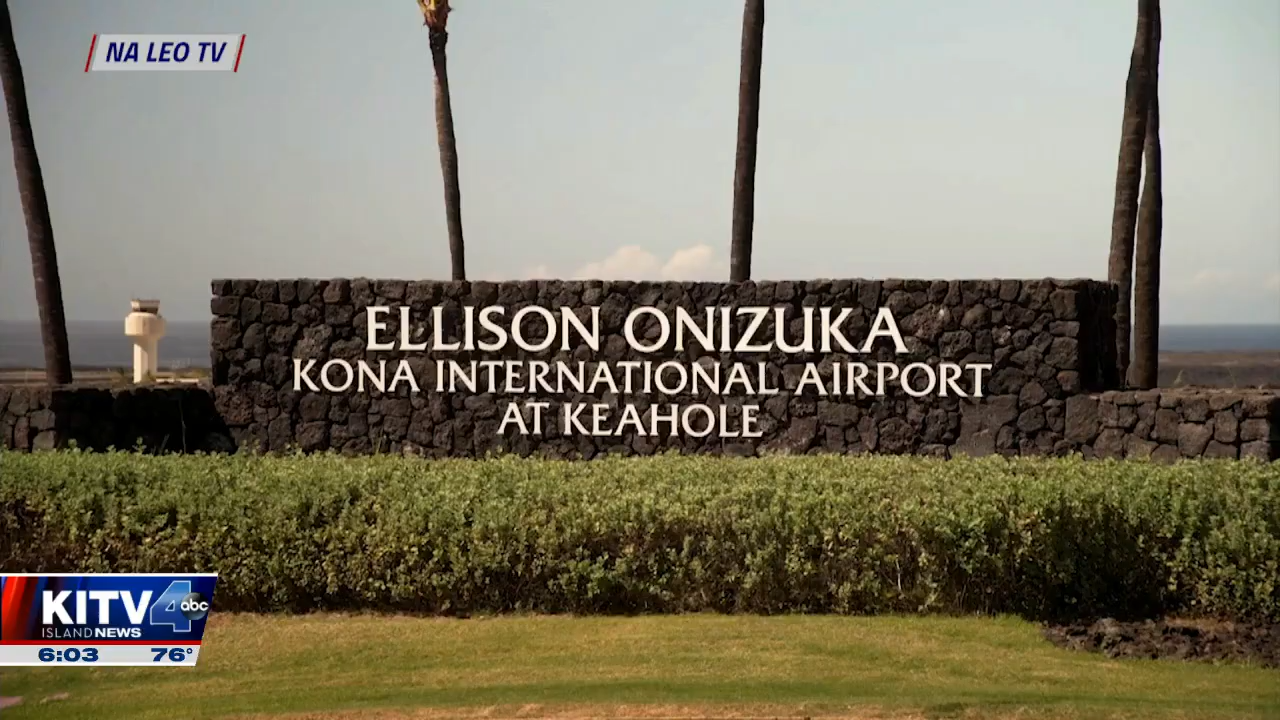 NA LEO TV
ELLISON ONIZUKA
KONA INTERNATIONAL AIRPORT
AT KEAHOLE
KITV4 abc
ISLAND NEWS
6:03 76°